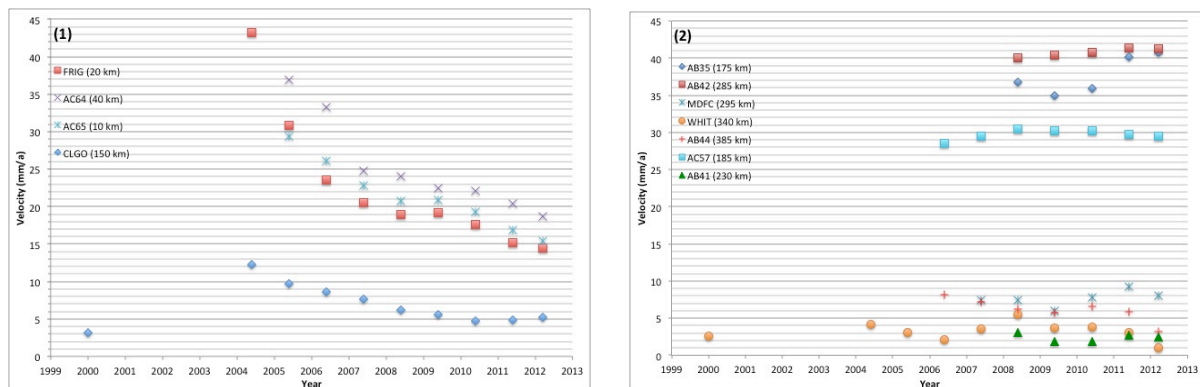 (1)
45
40
35
30
25
20
15
10
5
0
Velocity (mm/a)
FRIG (20 km)
AC64 (40 km)
AC65 (10 km)
CLGO (150 km)
1999 2000 2001 2002 2003 2004 2005 2006 2007 2008 2009 2010 2011 2012 2013
Year
(2)
45
40
35
30
25
20
15
10
5
0
Velocity (mm/a)
AB35 (175 km)
AB42 (285 km)
MDFC (295 km)
WHIT (340 km)
AB44 (385 km)
AC57 (185 km)
AB41 (230 km)
1999 2000 2001 2002 2003 2004 2005 2006 2007 2008 2009 2010 2011 2012 2013
Year